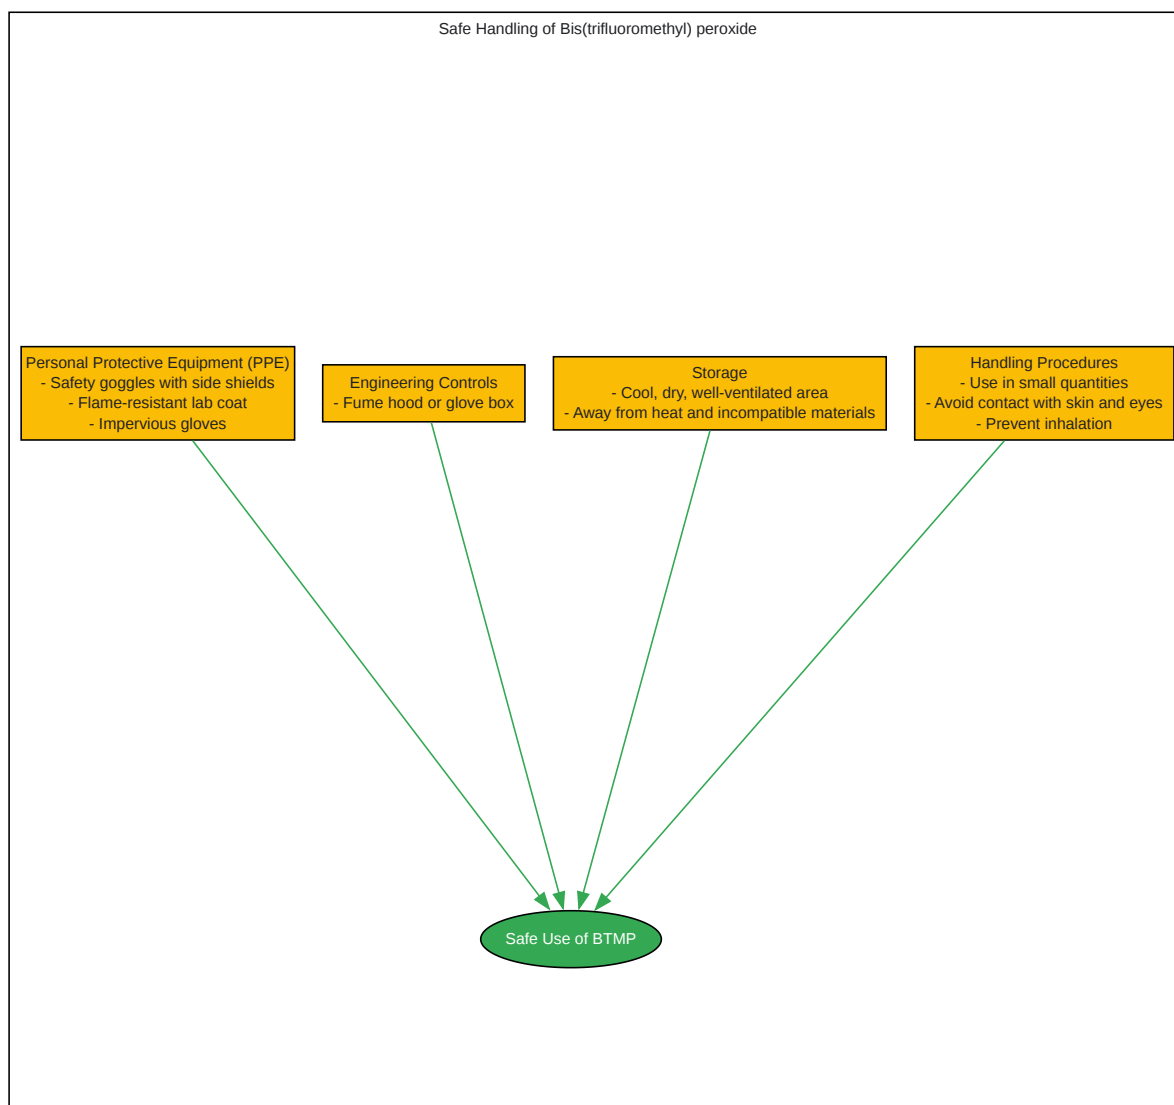 Safe Handling of Bis(trifluoromethyl) peroxide
Personal Protective Equipment (PPE)
- Safety goggles with side shields
- Flame-resistant lab coat
- Impervious gloves
Engineering Controls
- Fume hood or glove box
Storage
- Cool, dry, well-ventilated area
- Away from heat and incompatible materials
Handling Procedures
- Use in small quantities
- Avoid contact with skin and eyes
- Prevent inhalation
Safe Use of BTMP